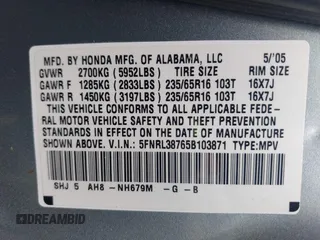 MFD. BY HONDA MFG. OF ALABAMA, LLC 5/'05
GVWR 2700KG (5952LBS) TIRE SIZE RIM SIZE
GAWR F 1285KG (2833LBS) 235/65R16 103T 16X7J
GAWR R 1450KG (3197LBS) 235/65R16 103T 16X7J
THIS VEHICLE CONFORMS TO ALL APPLICABLE FEDE-
RAL MOTOR VEHICLE SAFETY AND THEFT PREVENTION
STANDARDS IN EFFECT ON THE DATE OF MANUFACTURE
SHOWN ABOVE.
V.I.N.: 5FNRL38765B103871 TYPE:MPV
SHJ 5 AH8-NH679M -G-B
DREAMBID